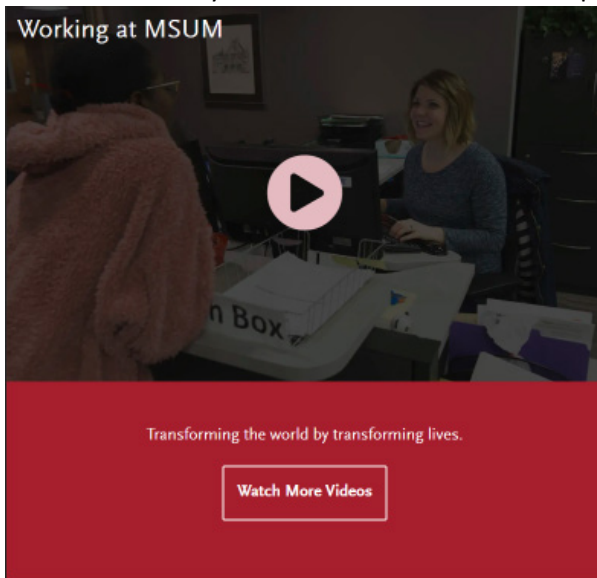 Working at MSUM
n Box
Transforming the world by transforming lives.
Watch More Videos